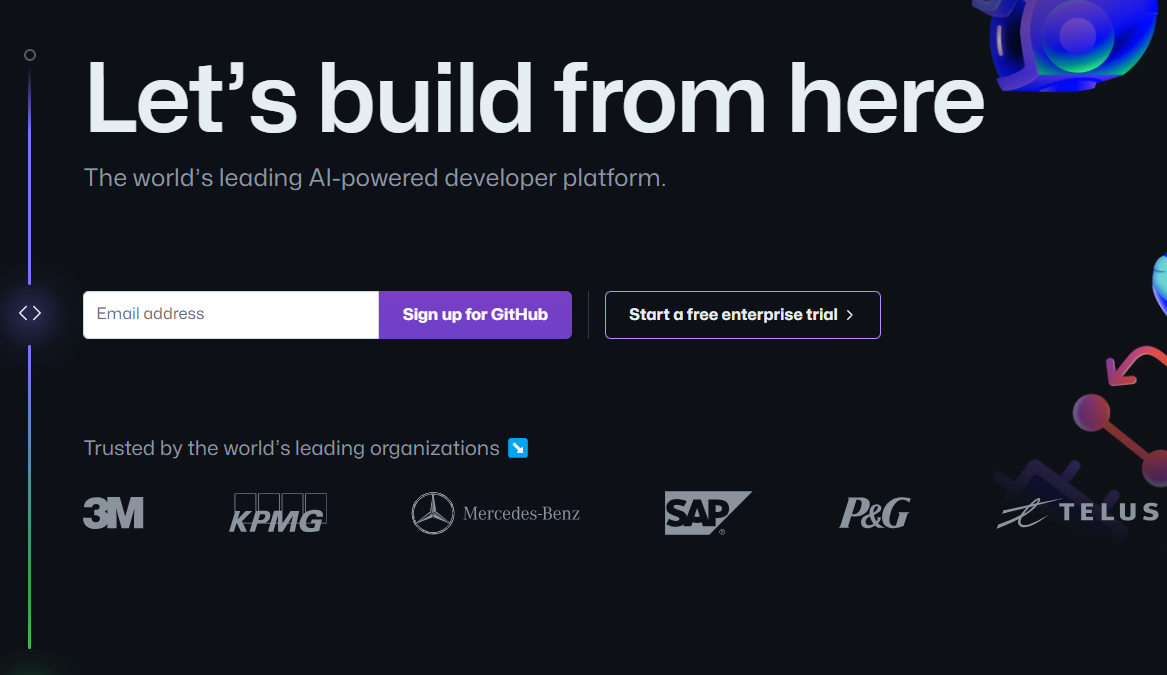 Let’s build from here
The world’s leading AI-powered developer platform.
Email address
Sign up for GitHub
Start a free enterprise trial
Trusted by the world’s leading organizations
3M
KPMG
Mercedes-Benz
SAP®
P&G
TELUS